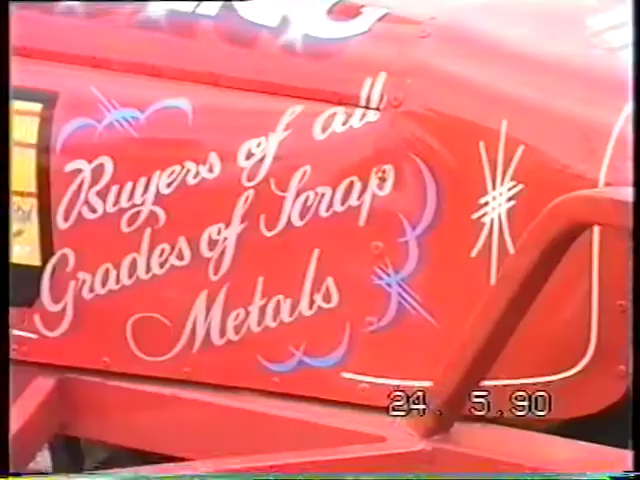 Buyers of all
Grades of Scrap
Metals
24. 5.90